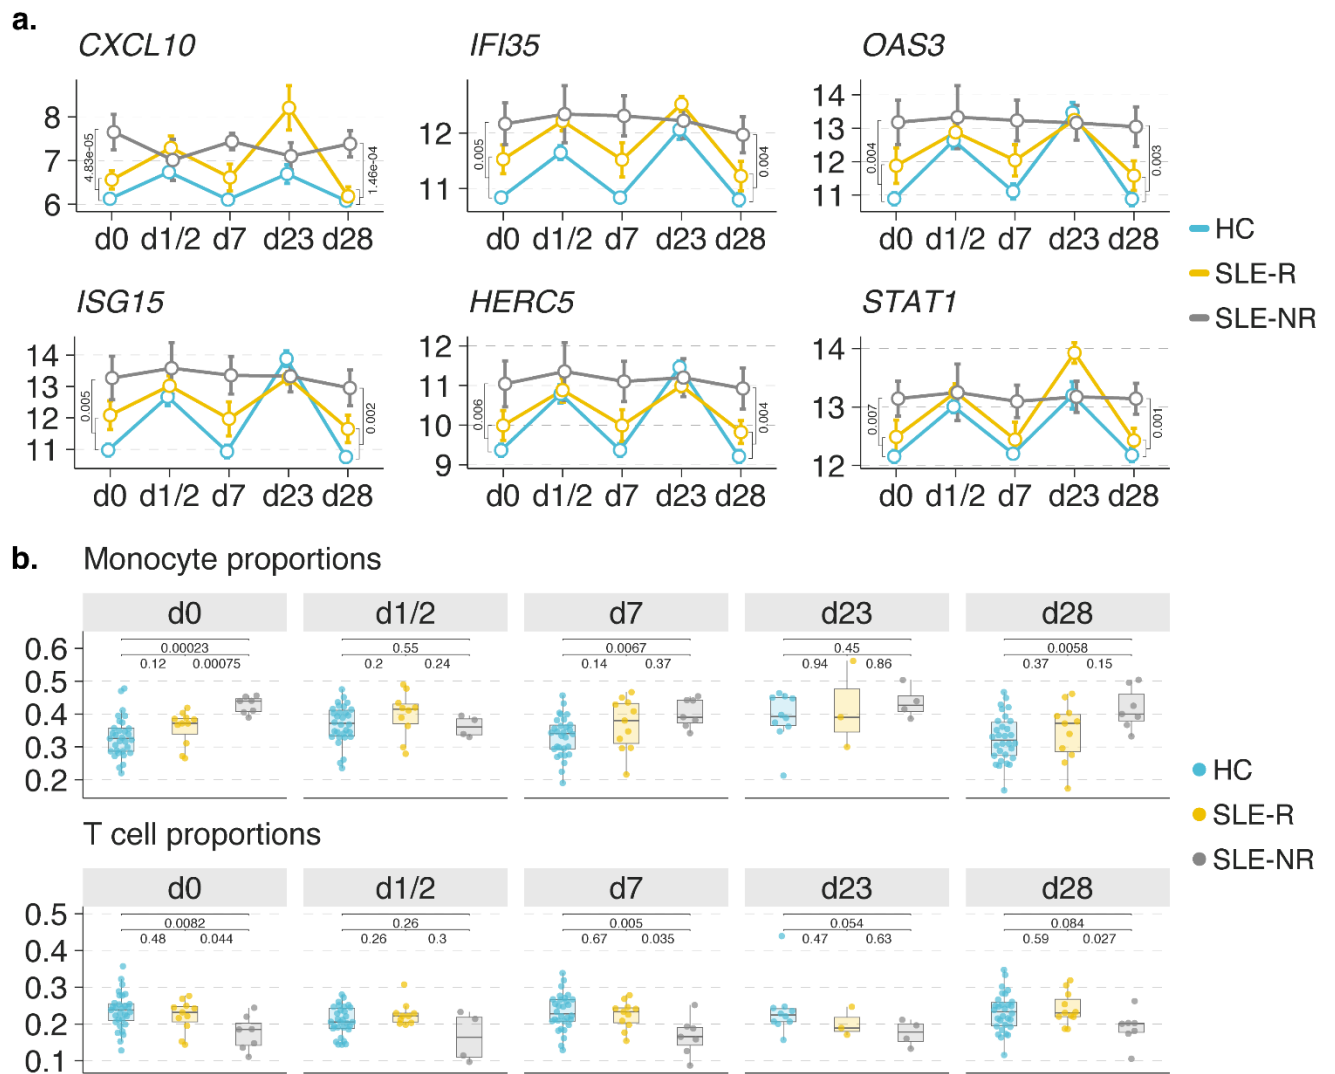 a.
CXCL10
IFI35
OAS3
8
7
6
4.83e-05
1.46e-04
d0 d1/2 d7 d23 d28
12
11
0.005
0.004
d0 d1/2 d7 d23 d28
14
13
12
11
0.004
0.003
d0 d1/2 d7 d23 d28
HC
SLE-R
SLE-NR
ISG15
HERC5
STAT1
14
13
12
11
0.005
0.002
d0 d1/2 d7 d23 d28
12
11
10
9
0.006
0.004
d0 d1/2 d7 d23 d28
14
13
12
0.007
0.001
d0 d1/2 d7 d23 d28
b.
Monocyte proportions
d0 d1/2 d7 d23 d28
0.6
0.5
0.4
0.3
0.2
0.00023 0.55 0.0067 0.45 0.0058
0.12 0.00075 0.2 0.24 0.14 0.37 0.94 0.86 0.37 0.15
HC
SLE-R
SLE-NR
T cell proportions
d0 d1/2 d7 d23 d28
0.5
0.4
0.3
0.2
0.1
0.0082 0.26 0.005 0.054 0.084
0.48 0.044 0.26 0.3 0.67 0.035 0.47 0.63 0.59 0.027